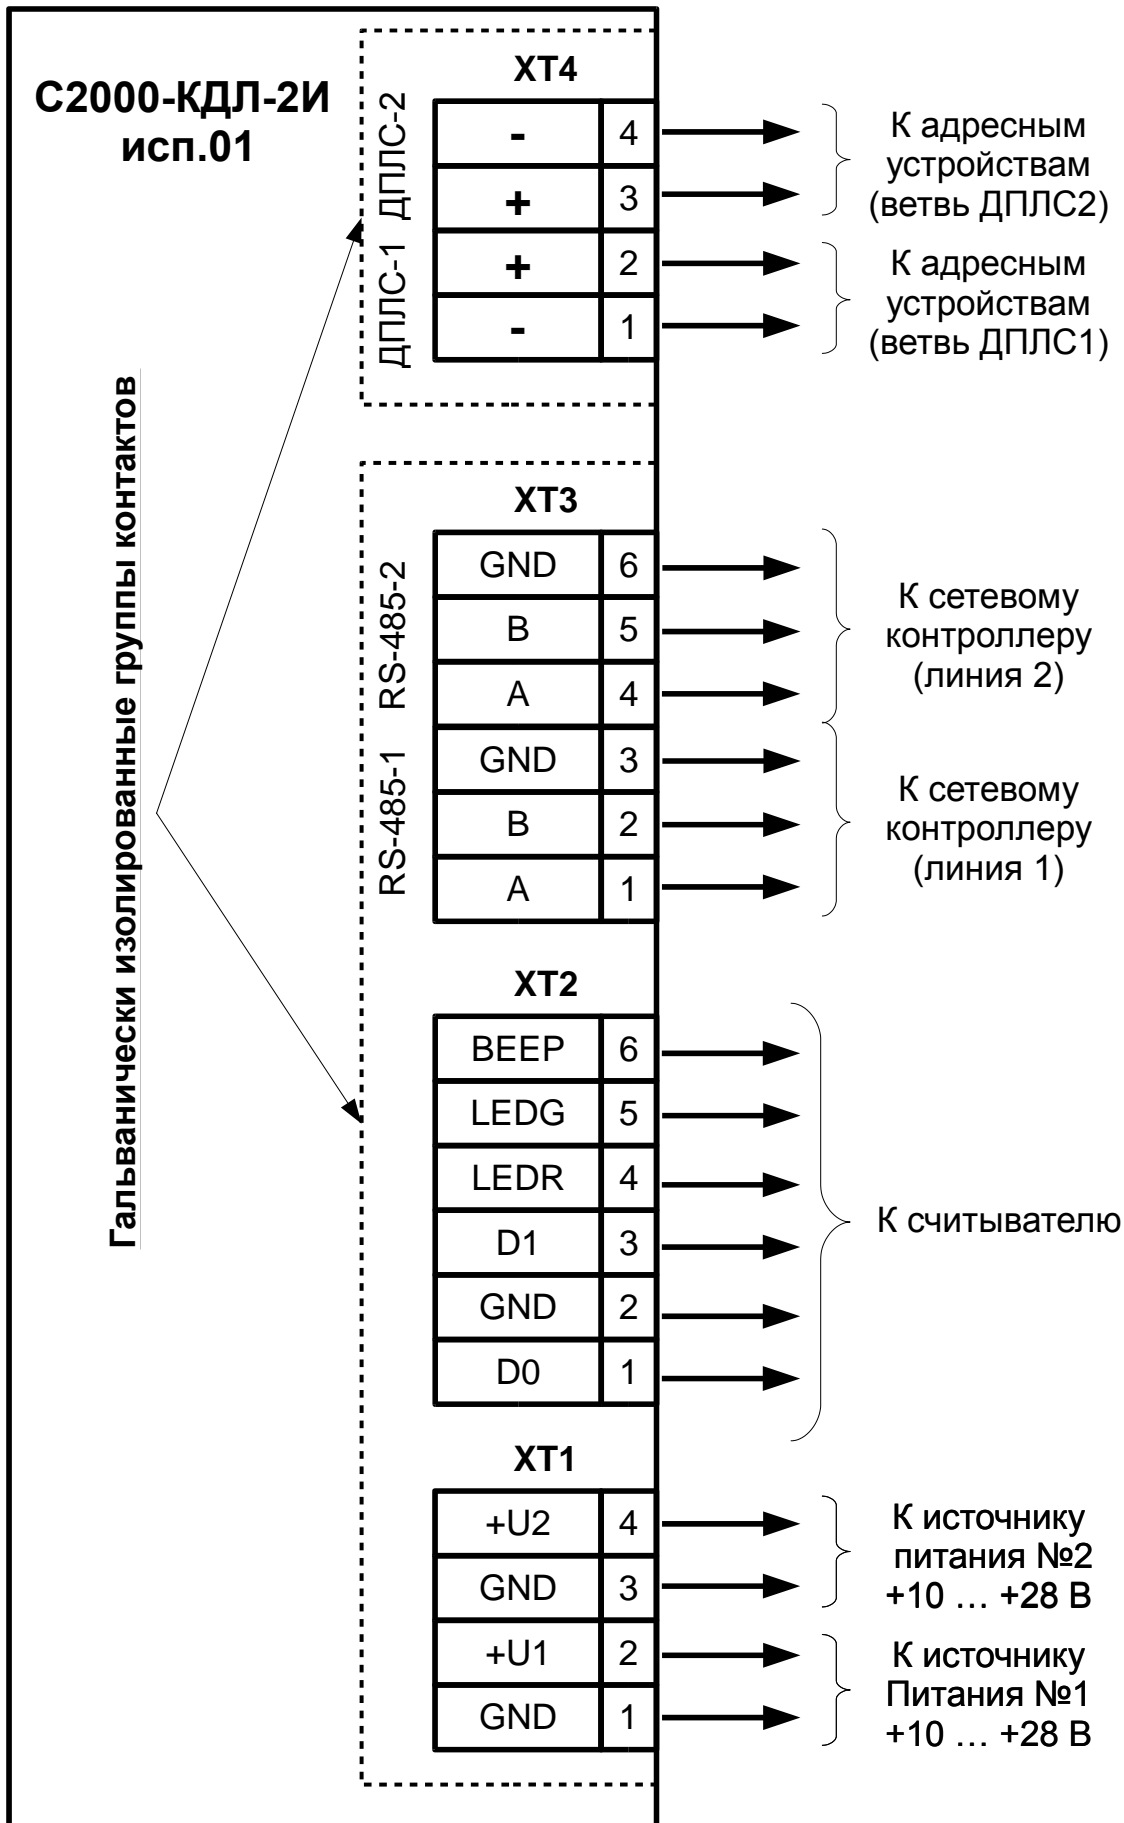 С2000-КДЛ-2И
исп.01
Гальванически изолированные группы контактов
XT4
ДПЛС-2
ДПЛС-1
- 4
+ 3
+ 2
- 1
К адресным
устройствам
(ветвь ДПЛС2)
К адресным
устройствам
(ветвь ДПЛС1)
XT3
RS-485-2
RS-485-1
GND 6
B 5
A 4
GND 3
B 2
A 1
К сетевому
контроллеру
(линия 2)
К сетевому
контроллеру
(линия 1)
XT2
BEEP 6
LEDG 5
LEDR 4
D1 3
GND 2
D0 1
К считывателю
XT1
+U2 4
GND 3
+U1 2
GND 1
К источнику
питания №2
+10 … +28 В
К источнику
Питания №1
+10 … +28 В